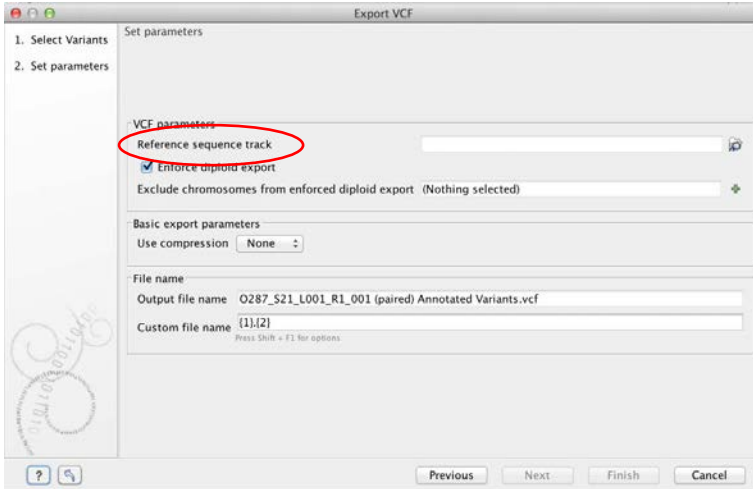 Export VCF
1. Select Variants
2. Set parameters
Set parameters
VCF parameters
Reference sequence track
Enforce diploid export
Exclude chromosomes from enforced diploid export (Nothing selected)
Basic export parameters
Use compression None
File name
Output file name O287_S21_L001_R1_001 (paired) Annotated Variants.vcf
Custom file name {1}.{2}
Press Shift + F1 for options
? Previous Next Finish Cancel